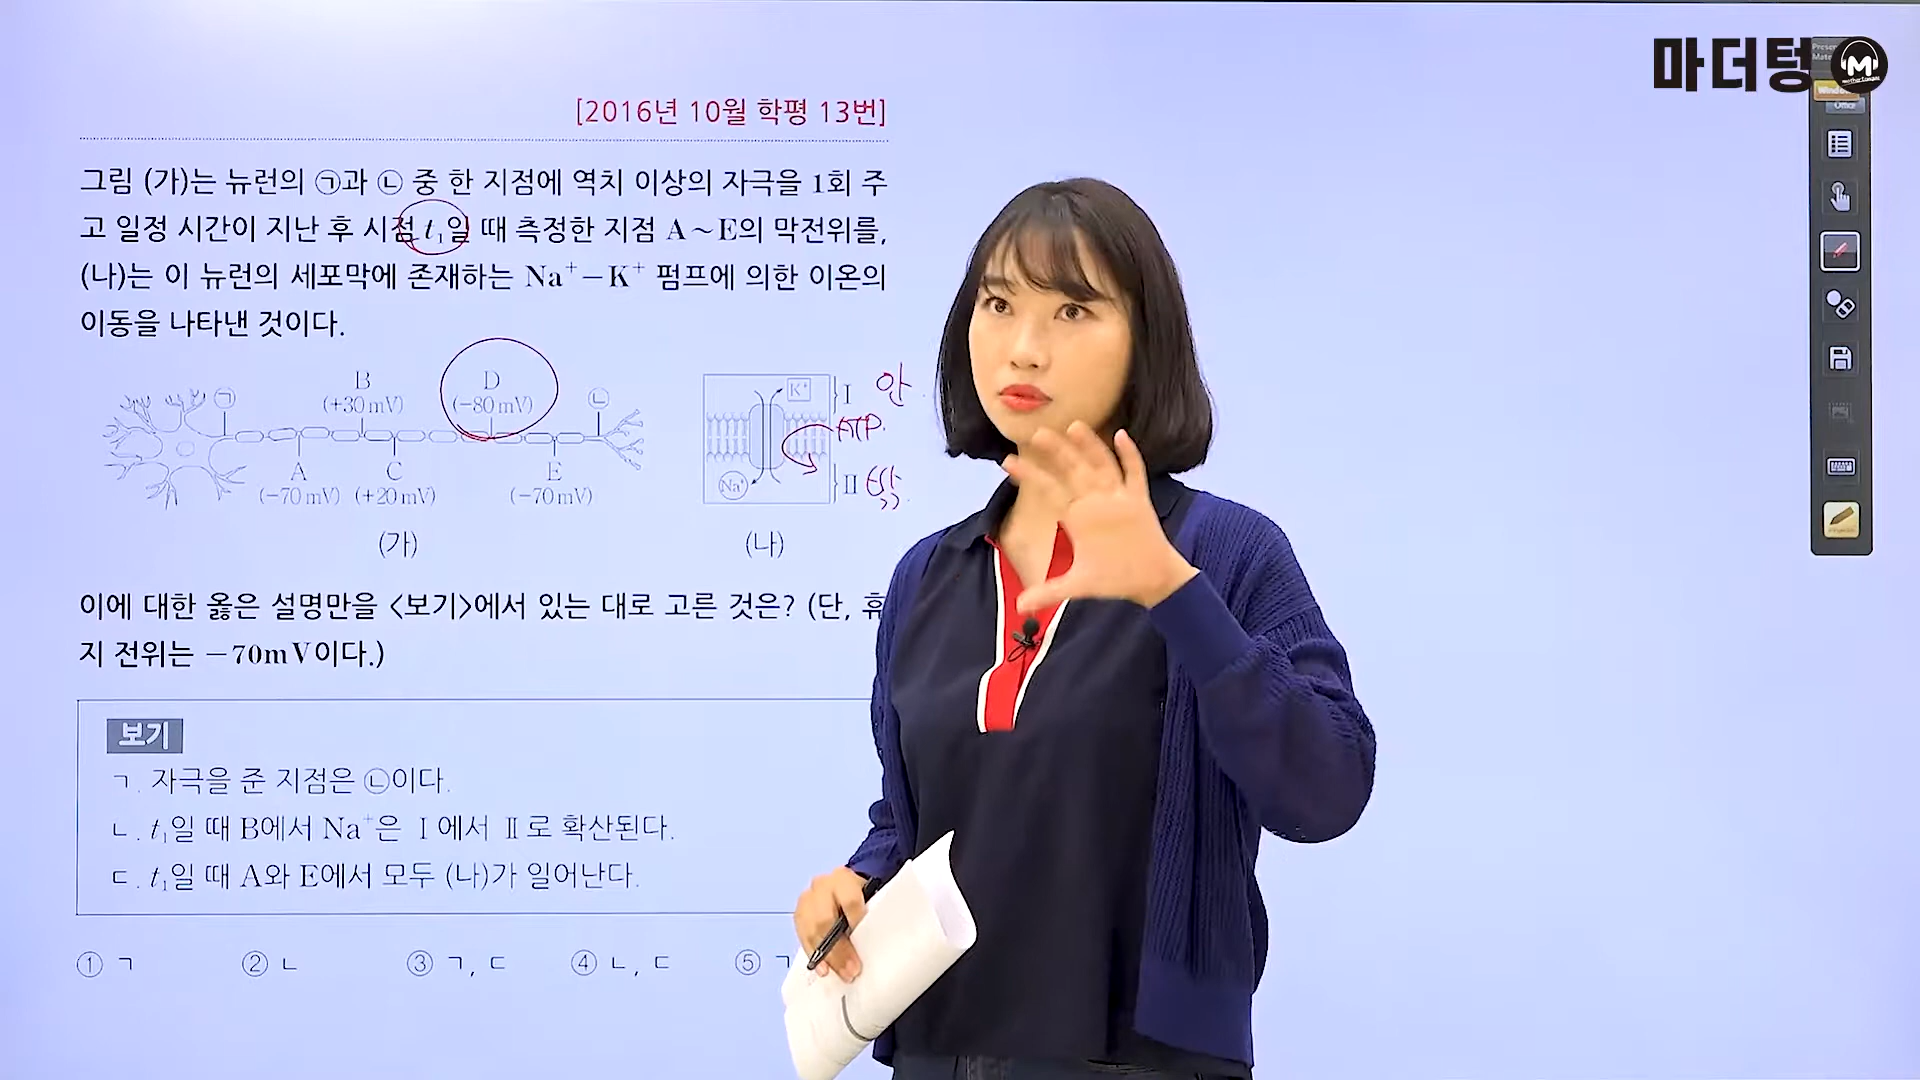 마더텅
[2016년 10월 학평 13번]
그림 (가)는 뉴런의 ㉠과 ㉡ 중 한 지점에 역치 이상의 자극을 1회 주
고 일정 시간이 지난 후 시점 t₁일 때 측정한 지점 A~E의 막전위를,
(나)는 이 뉴런의 세포막에 존재하는 Na⁺-K⁺ 펌프에 의한 이온의
이동을 나타낸 것이다.
㉠
B
(+30mV)
D
(-80mV)
㉡
A
(-70mV)
C
(+20mV)
E
(-70mV)
(가)
K⁺
Ⅰ 안
ATP
Na⁺
Ⅱ 밖
(나)
이에 대한 옳은 설명만을 <보기>에서 있는 대로 고른 것은? (단, 휴
지 전위는 -70mV이다.)
보기
ㄱ. 자극을 준 지점은 ㉡이다.
ㄴ. t₁일 때 B에서 Na⁺은 Ⅰ에서 Ⅱ로 확산된다.
ㄷ. t₁일 때 A와 E에서 모두 (나)가 일어난다.
① ㄱ ② ㄴ ③ ㄱ, ㄷ ④ ㄴ, ㄷ ⑤ ㄱ